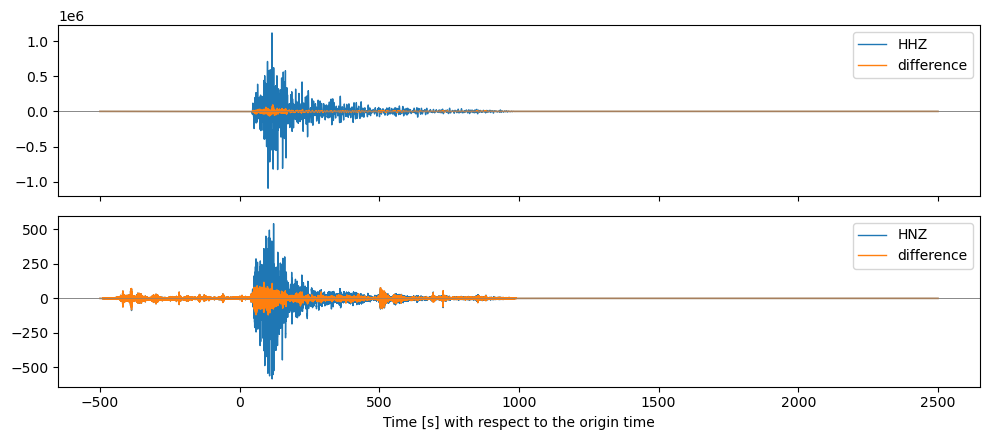 1e6
1.0
0.5
0.0
−0.5
−1.0
HHZ
difference
500
250
0
−250
−500
HNZ
difference
−500 0 500 1000 1500 2000 2500
Time [s] with respect to the origin time